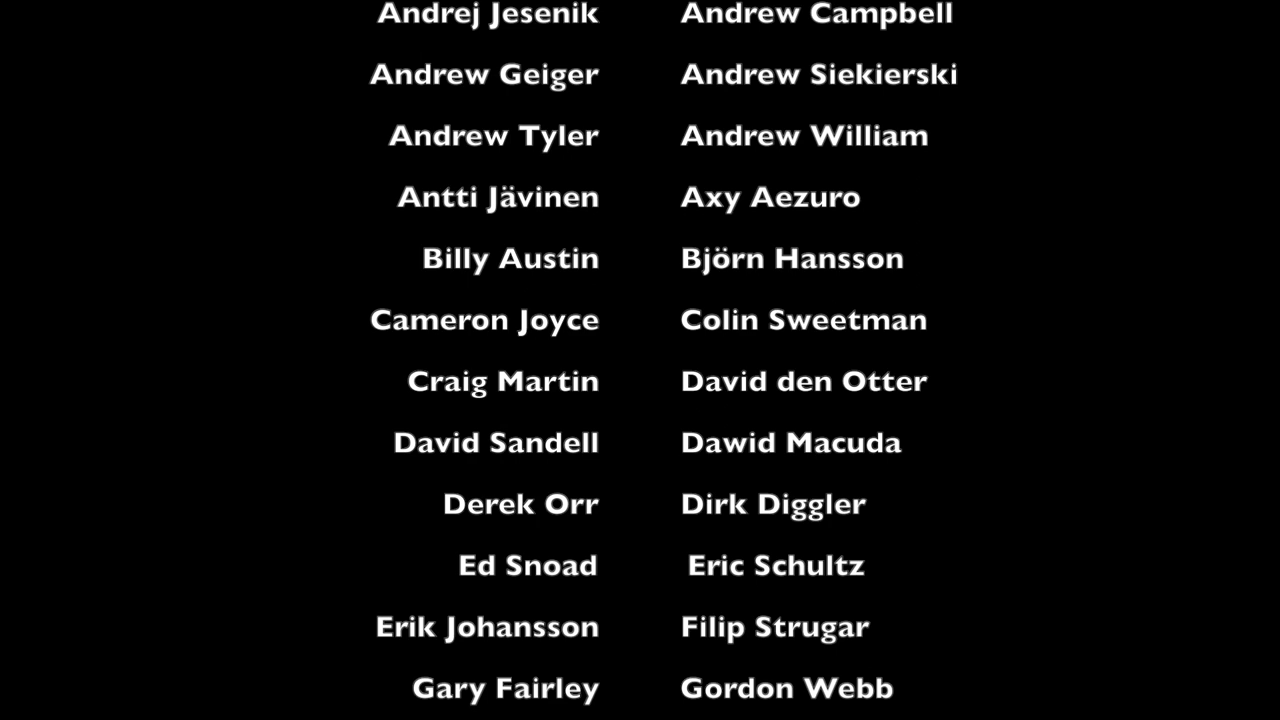 Andrej Jesenik Andrew Campbell
Andrew Geiger Andrew Siekierski
Andrew Tyler Andrew William
Antti Jävinen Axy Aezuro
Billy Austin Björn Hansson
Cameron Joyce Colin Sweetman
Craig Martin David den Otter
David Sandell Dawid Macuda
Derek Orr Dirk Diggler
Ed Snoad Eric Schultz
Erik Johansson Filip Strugar
Gary Fairley Gordon Webb